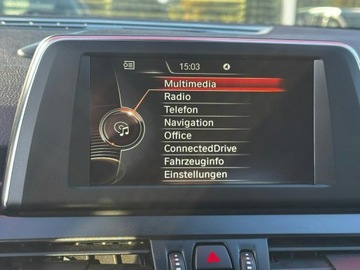 15:03
Multimedia
Radio
Telefon
Navigation
Office
ConnectedDrive
Fahrzeuginfo
Einstellungen